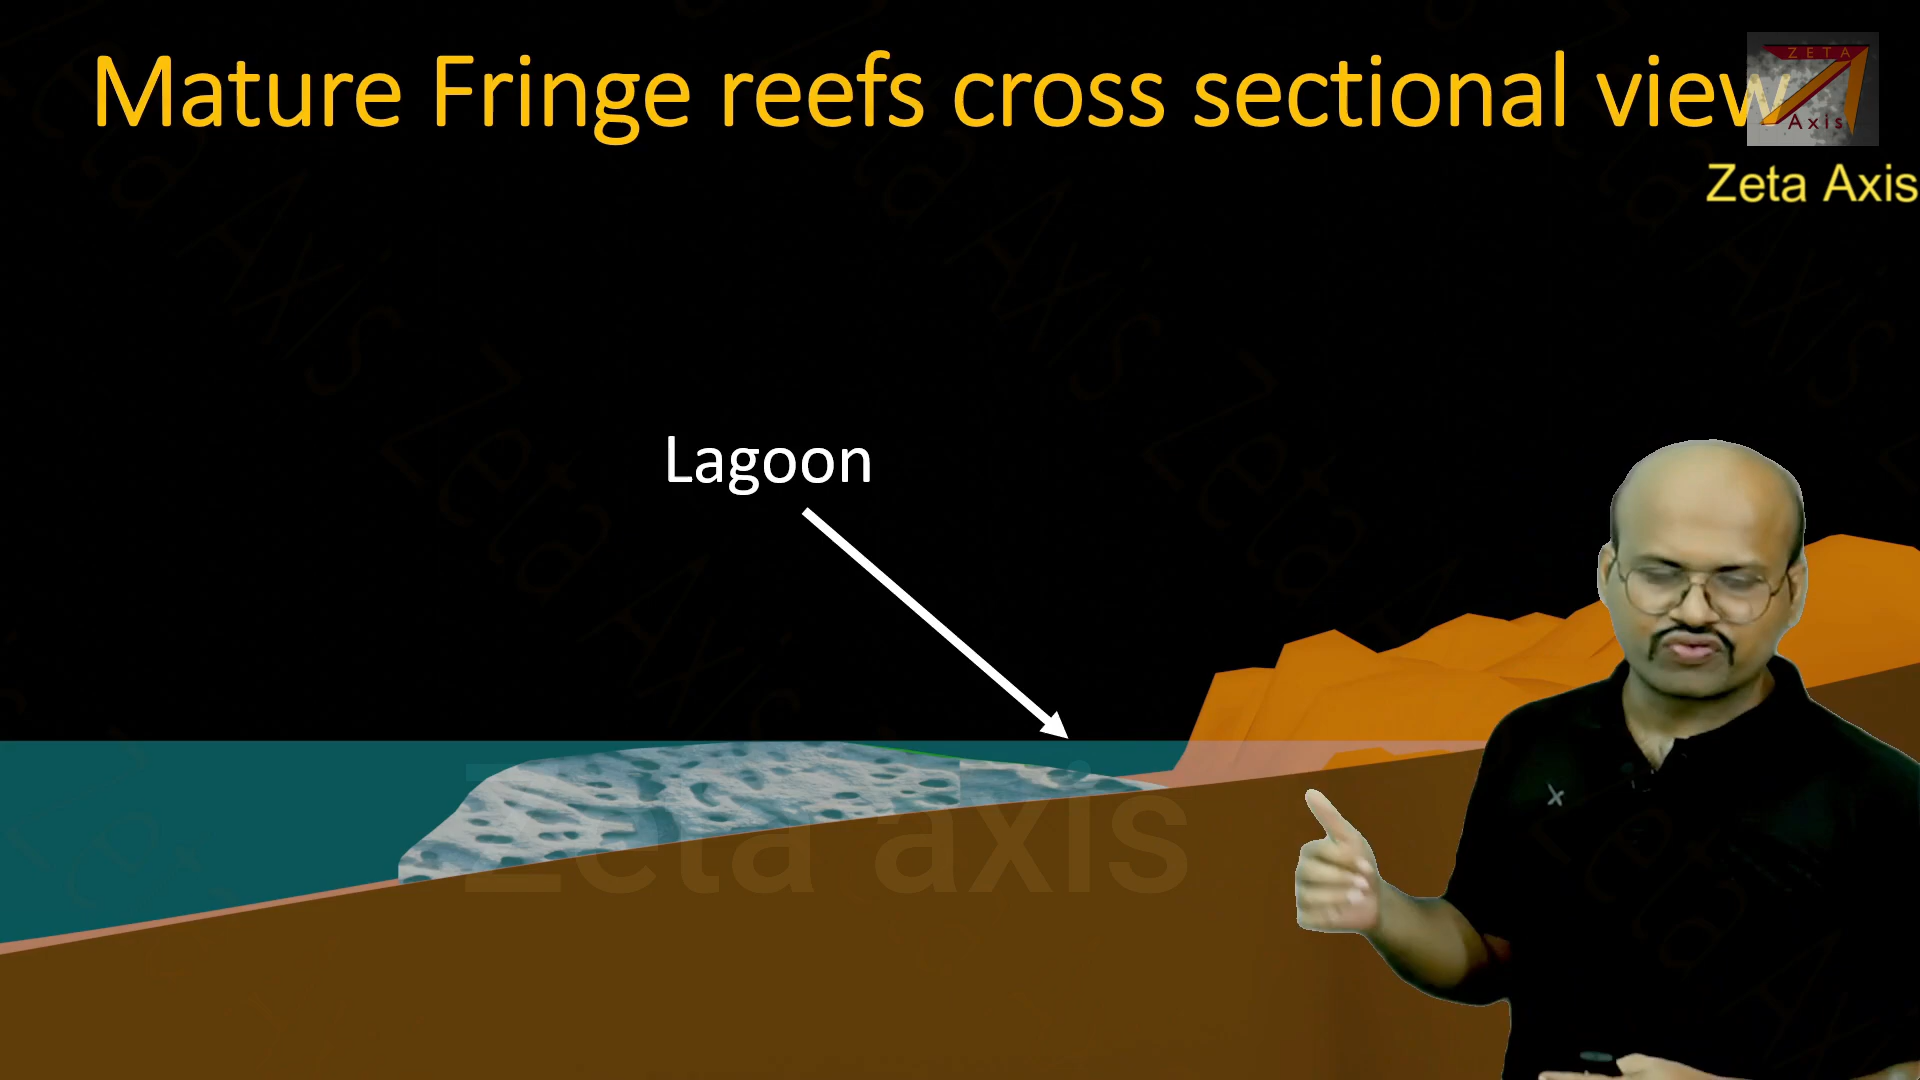 Mature Fringe reefs cross sectional view
ZETA
Axis
Zeta Axis
Lagoon
Zeta axis